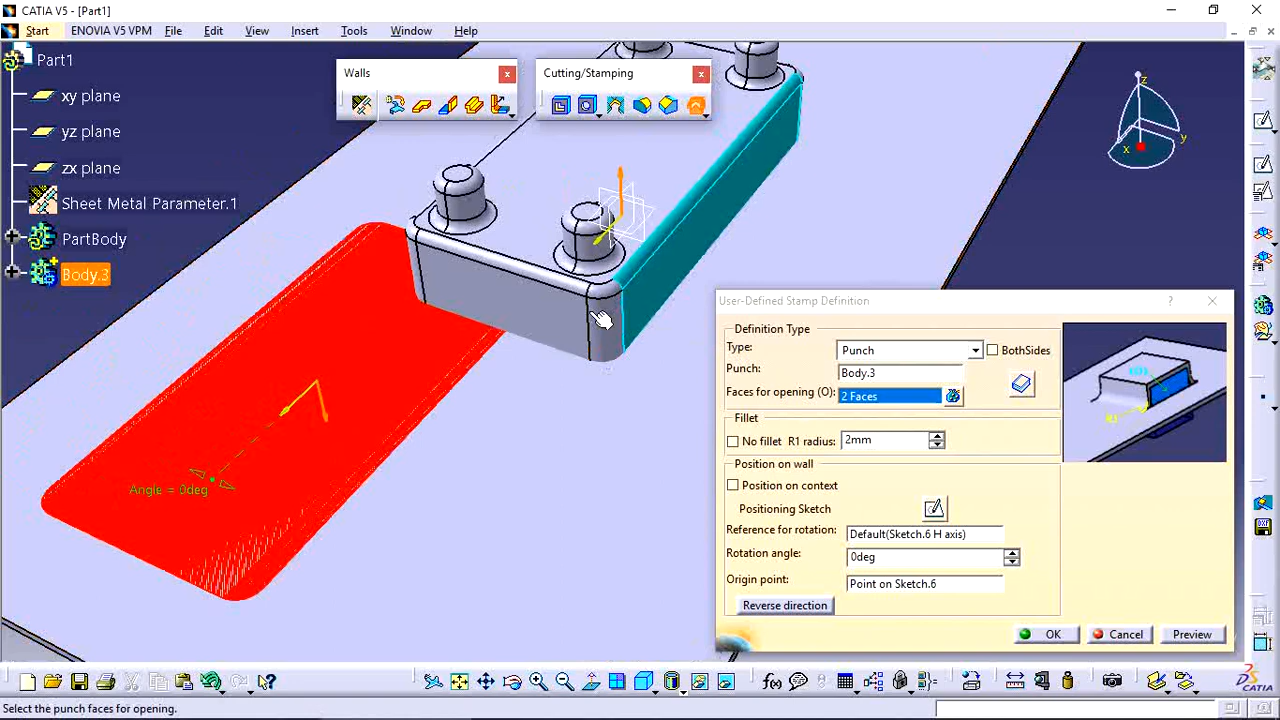 CATIA V5 - [Part1]
Start ENOVIA V5 VPM File Edit View Insert Tools Window Help
Part1
xy plane
yz plane
zx plane
Sheet Metal Parameter.1
PartBody
Body.3
Walls
Cutting/Stamping
z
y
x
Angle = 0deg
User-Defined Stamp Definition
Definition Type
Type: Punch BothSides
Punch: Body.3
Faces for opening (O): 2 Faces
Fillet
No fillet R1 radius: 2mm
Position on wall
Position on context
Positioning Sketch
Reference for rotation: Default(Sketch.6 H axis)
Rotation angle: 0deg
Origin point: Point on Sketch.6
Reverse direction
OK Cancel Preview
f(x)
CATIA
Select the punch faces for opening.